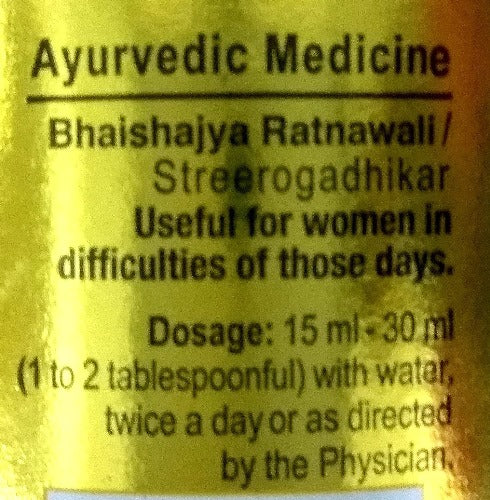 Ayurvedic Medicine
Bhaishajya Ratnawali /
Streerogadhikar
Useful for women in
difficulties of those days.
Dosage: 15 ml - 30 ml
(1 to 2 tablespoonful) with water,
twice a day or as directed
by the Physician.